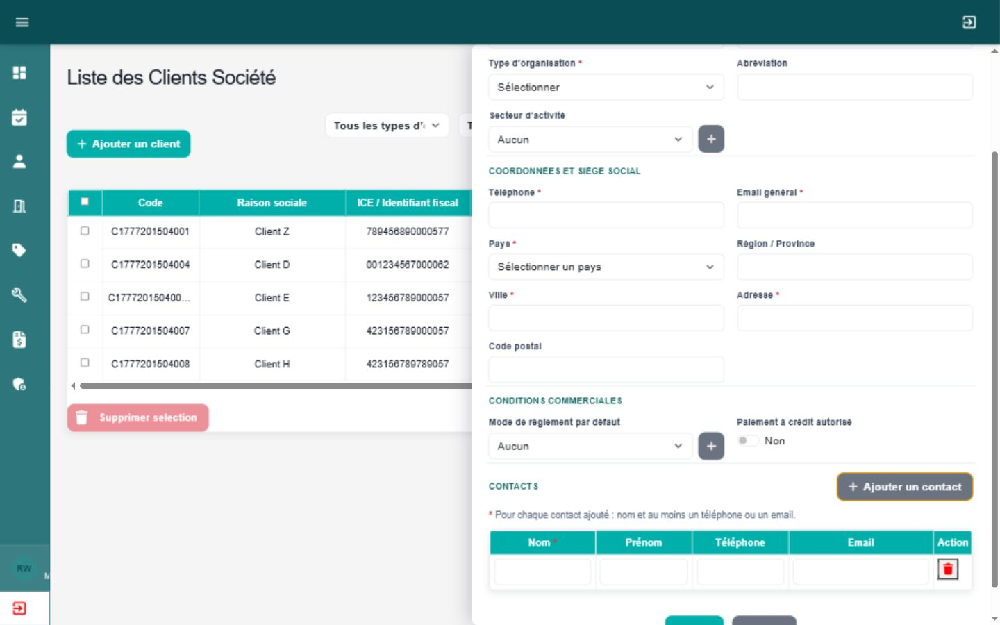 Liste des Clients Société
Tous les types d'
T
+ Ajouter un client
Code Raison sociale ICE / Identifiant fiscal
C1777201504001 Client Z 789456890000577
C1777201504004 Client D 001234567000062
C177720150400... Client E 123456789000057
C1777201504007 Client G 423156789000057
C1777201504008 Client H 423156789789057
Supprimer selection
RW
M
Type d'organisation * Abréviation
Sélectionner
Secteur d'activité
Aucun +
COORDONNÉES ET SIÈGE SOCIAL
Téléphone * Email général *
Pays * Région / Province
Sélectionner un pays
Ville * Adresse *
Code postal
CONDITIONS COMMERCIALES
Mode de règlement par défaut Paiement à crédit autorisé
Aucun + Non
CONTACTS + Ajouter un contact
* Pour chaque contact ajouté : nom et au moins un téléphone ou un email.
Nom * Prénom Téléphone Email Action